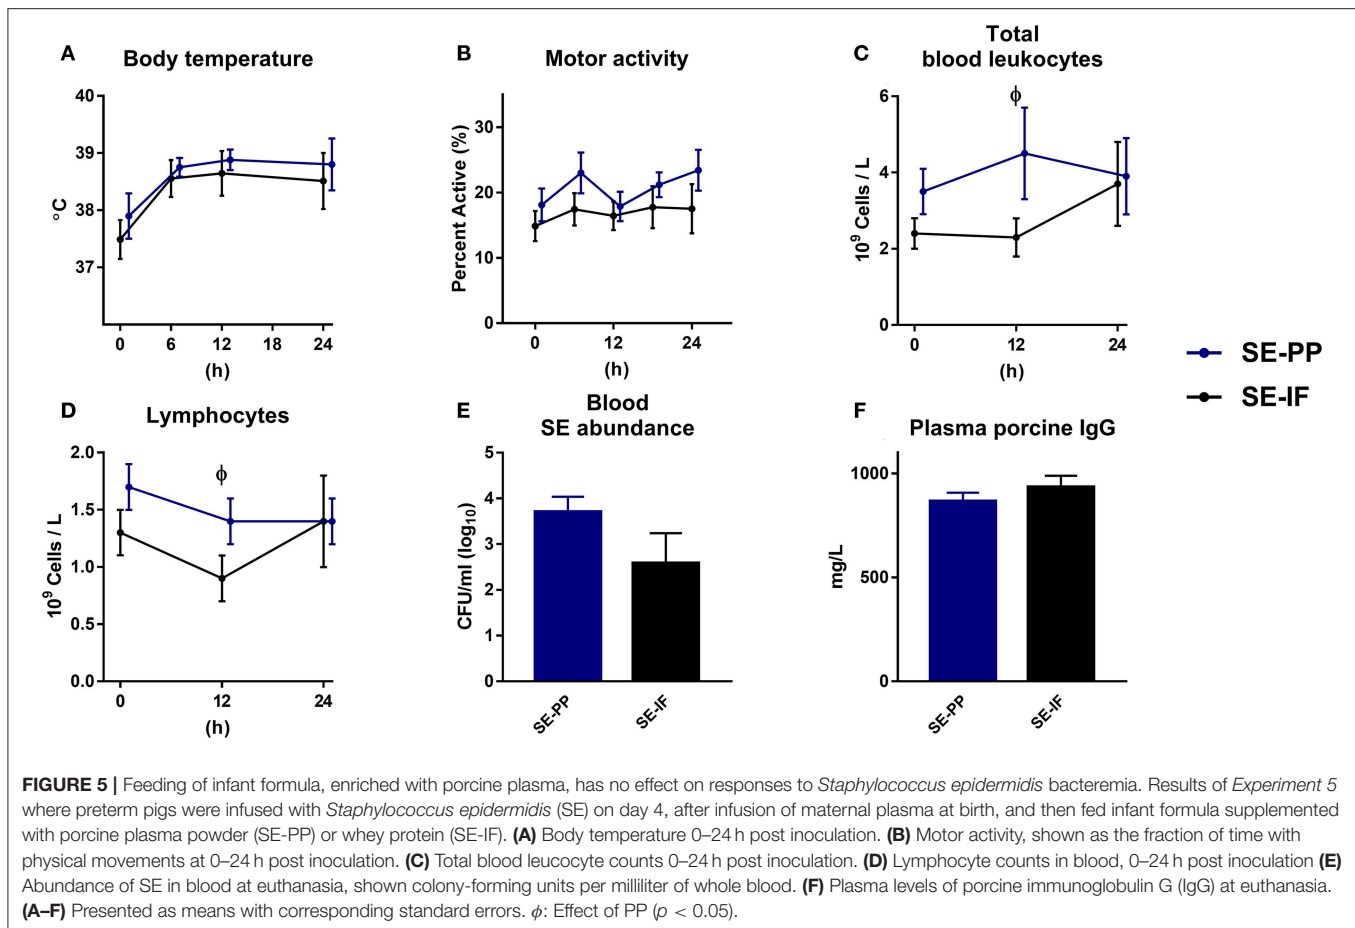 A
Body temperature
40
39
38
37
°C
0
6
12
18
24
(h)
B
Motor activity
30
20
10
0
Percent Active (%)
0
12
24
(h)
C
Total
blood leukocytes
ϕ
6
4
2
0
10⁹ Cells / L
0
12
24
(h)
SE-PP
SE-IF
D
Lymphocytes
ϕ
2.0
1.5
1.0
0.5
0.0
10⁹ Cells / L
0
12
24
(h)
E
Blood
SE abundance
5
4
3
2
1
0
CFU/ml (log₁₀)
SE-PP
SE-IF
F
Plasma porcine IgG
1000
500
0
mg/L
SE-PP
SE-IF
FIGURE 5 | Feeding of infant formula, enriched with porcine plasma, has no effect on responses to Staphylococcus epidermidis bacteremia. Results of Experiment 5
where preterm pigs were infused with Staphylococcus epidermidis (SE) on day 4, after infusion of maternal plasma at birth, and then fed infant formula supplemented
with porcine plasma powder (SE-PP) or whey protein (SE-IF). (A) Body temperature 0–24 h post inoculation. (B) Motor activity, shown as the fraction of time with
physical movements at 0–24 h post inoculation. (C) Total blood leucocyte counts 0–24 h post inoculation. (D) Lymphocyte counts in blood, 0–24 h post inoculation (E)
Abundance of SE in blood at euthanasia, shown colony-forming units per milliliter of whole blood. (F) Plasma levels of porcine immunoglobulin G (IgG) at euthanasia.
(A–F) Presented as means with corresponding standard errors. ϕ: Effect of PP (p < 0.05).